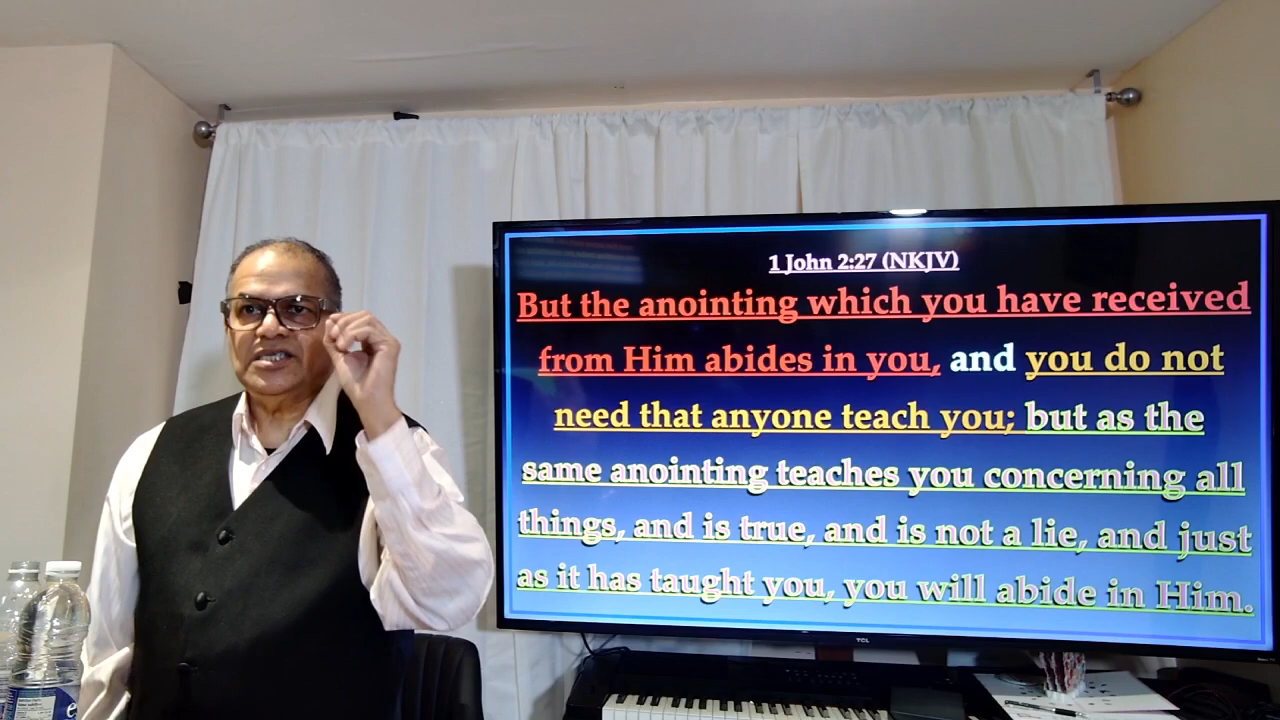 1 John 2:27 (NKJV)
But the anointing which you have received
from Him abides in you, and you do not
need that anyone teach you; but as the
same anointing teaches you concerning all
things, and is true, and is not a lie, and just
as it has taught you, you will abide in Him.
TCL